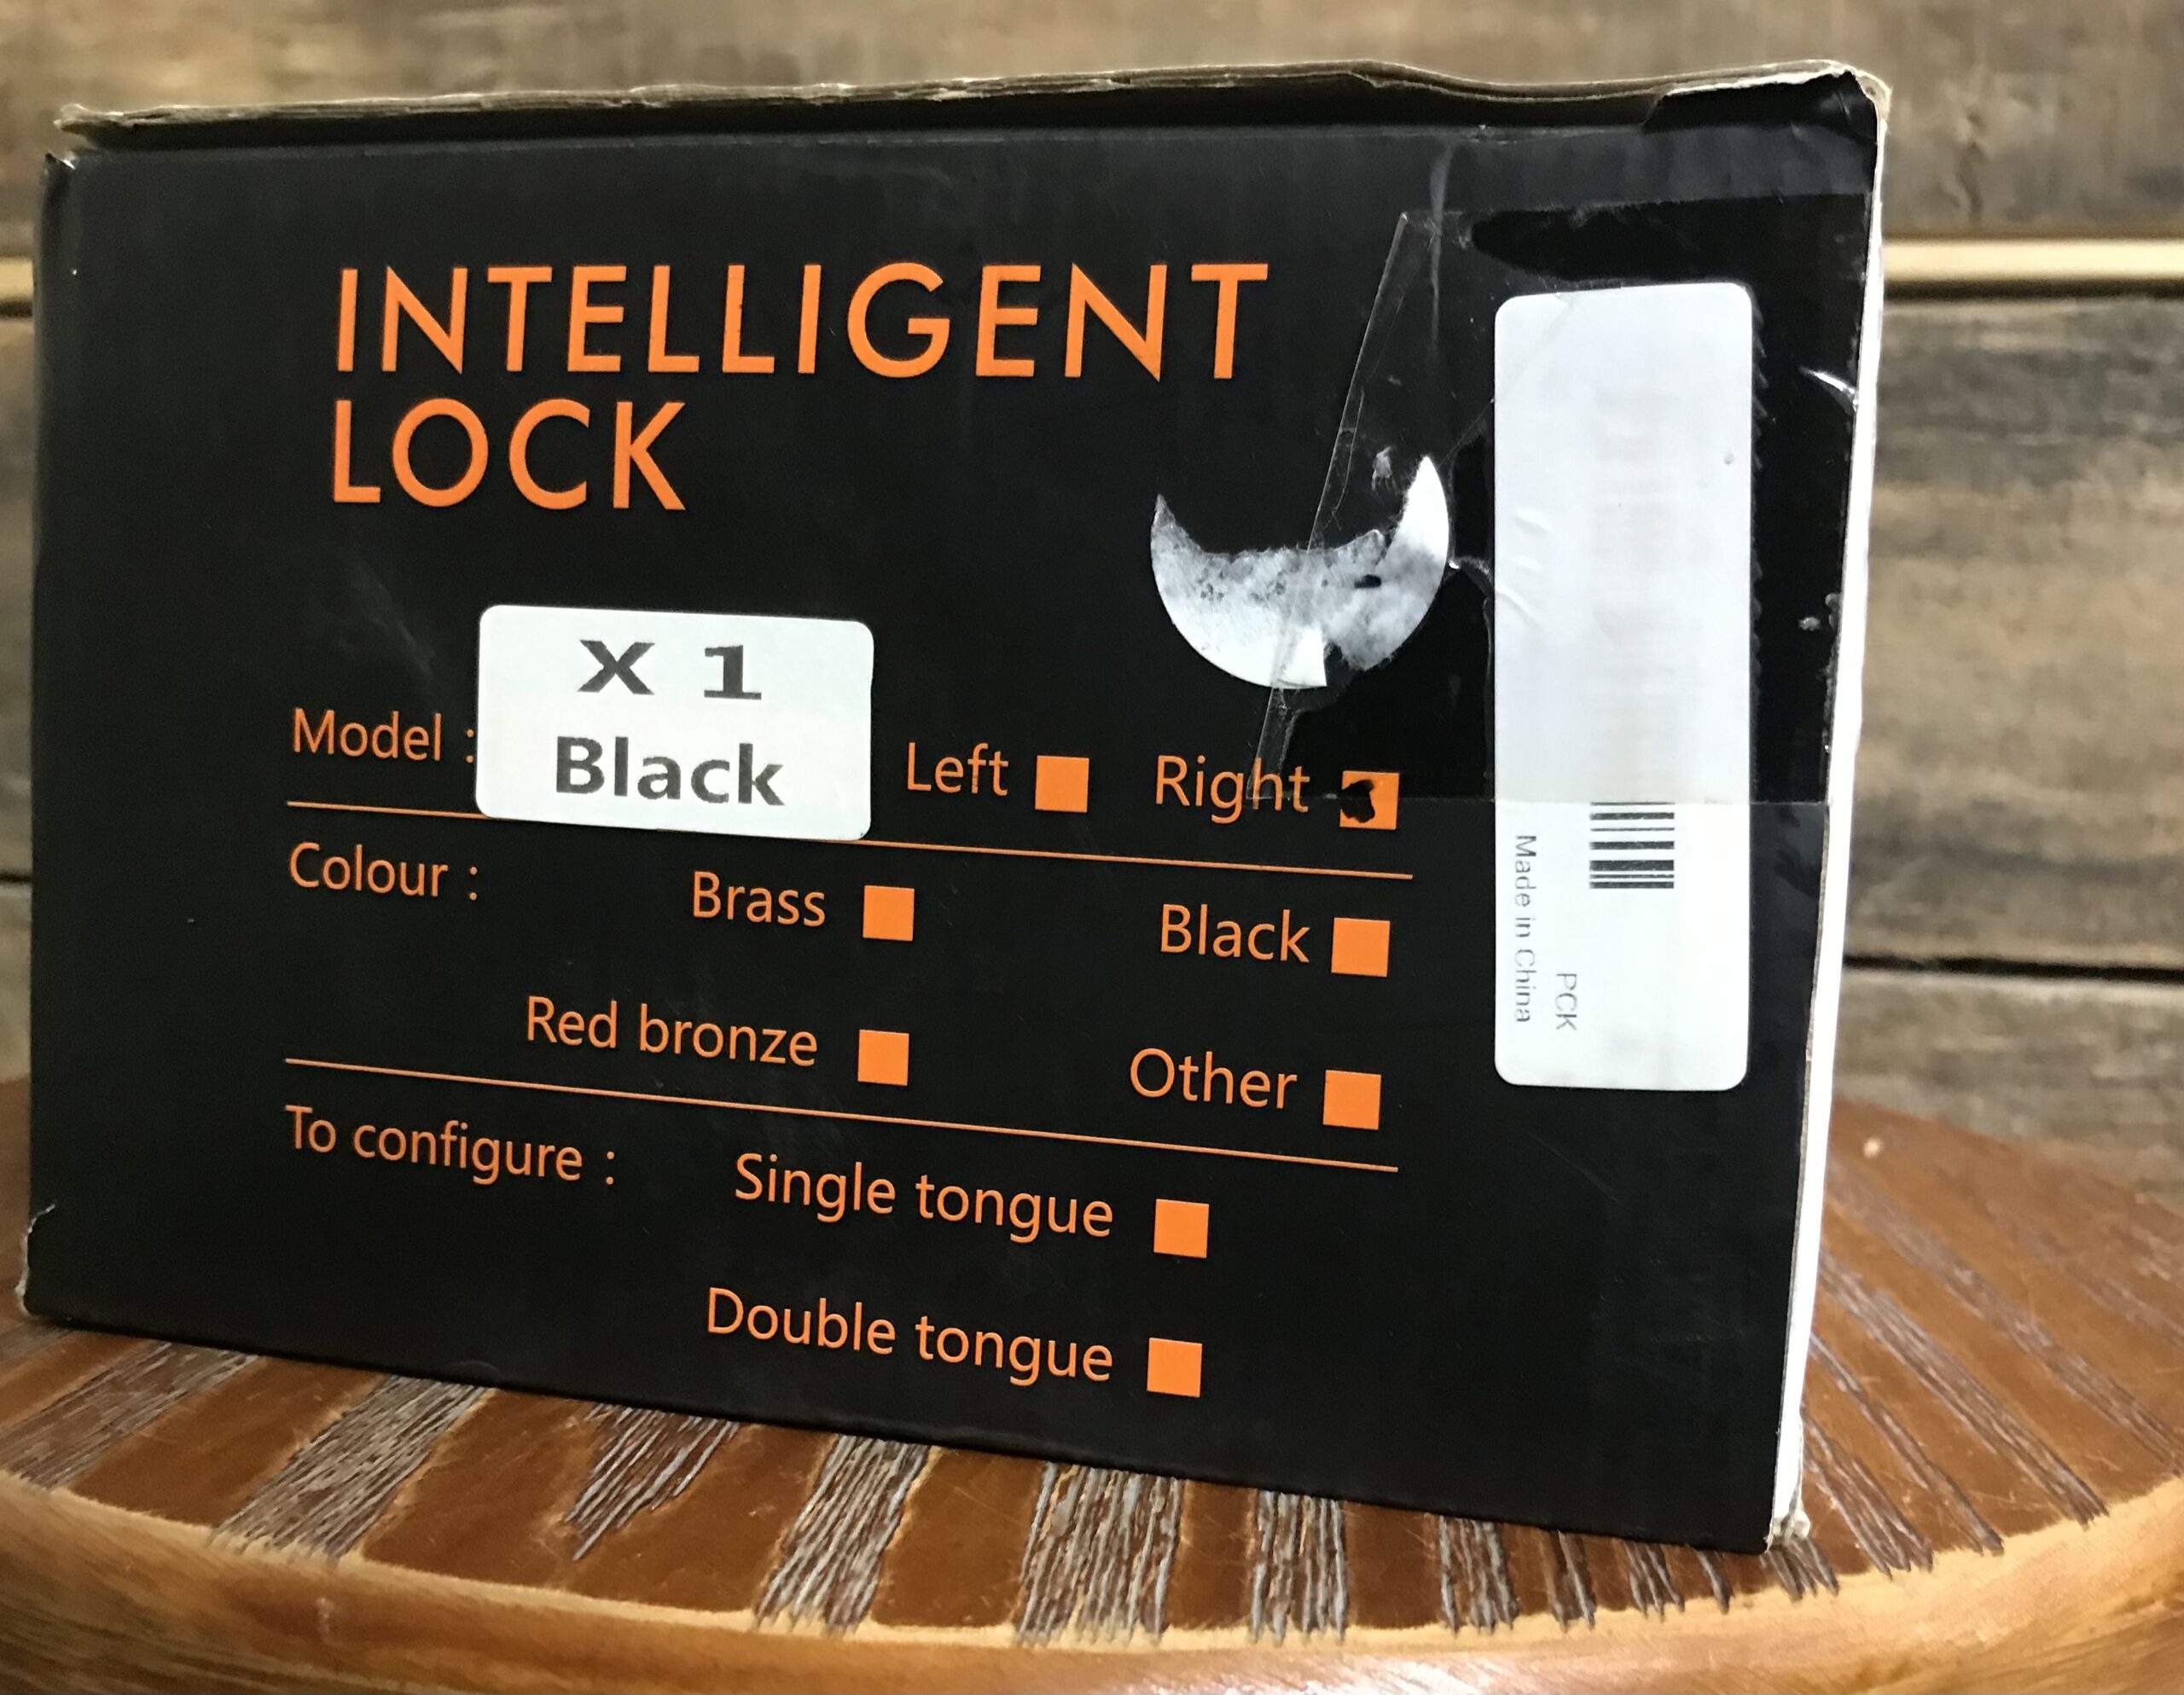 INTELLIGENT
LOCK
X 1
Black
Model : Left Right
Colour : Brass Black
Red bronze Other
To configure : Single tongue
Double tongue
PCK
Made in China